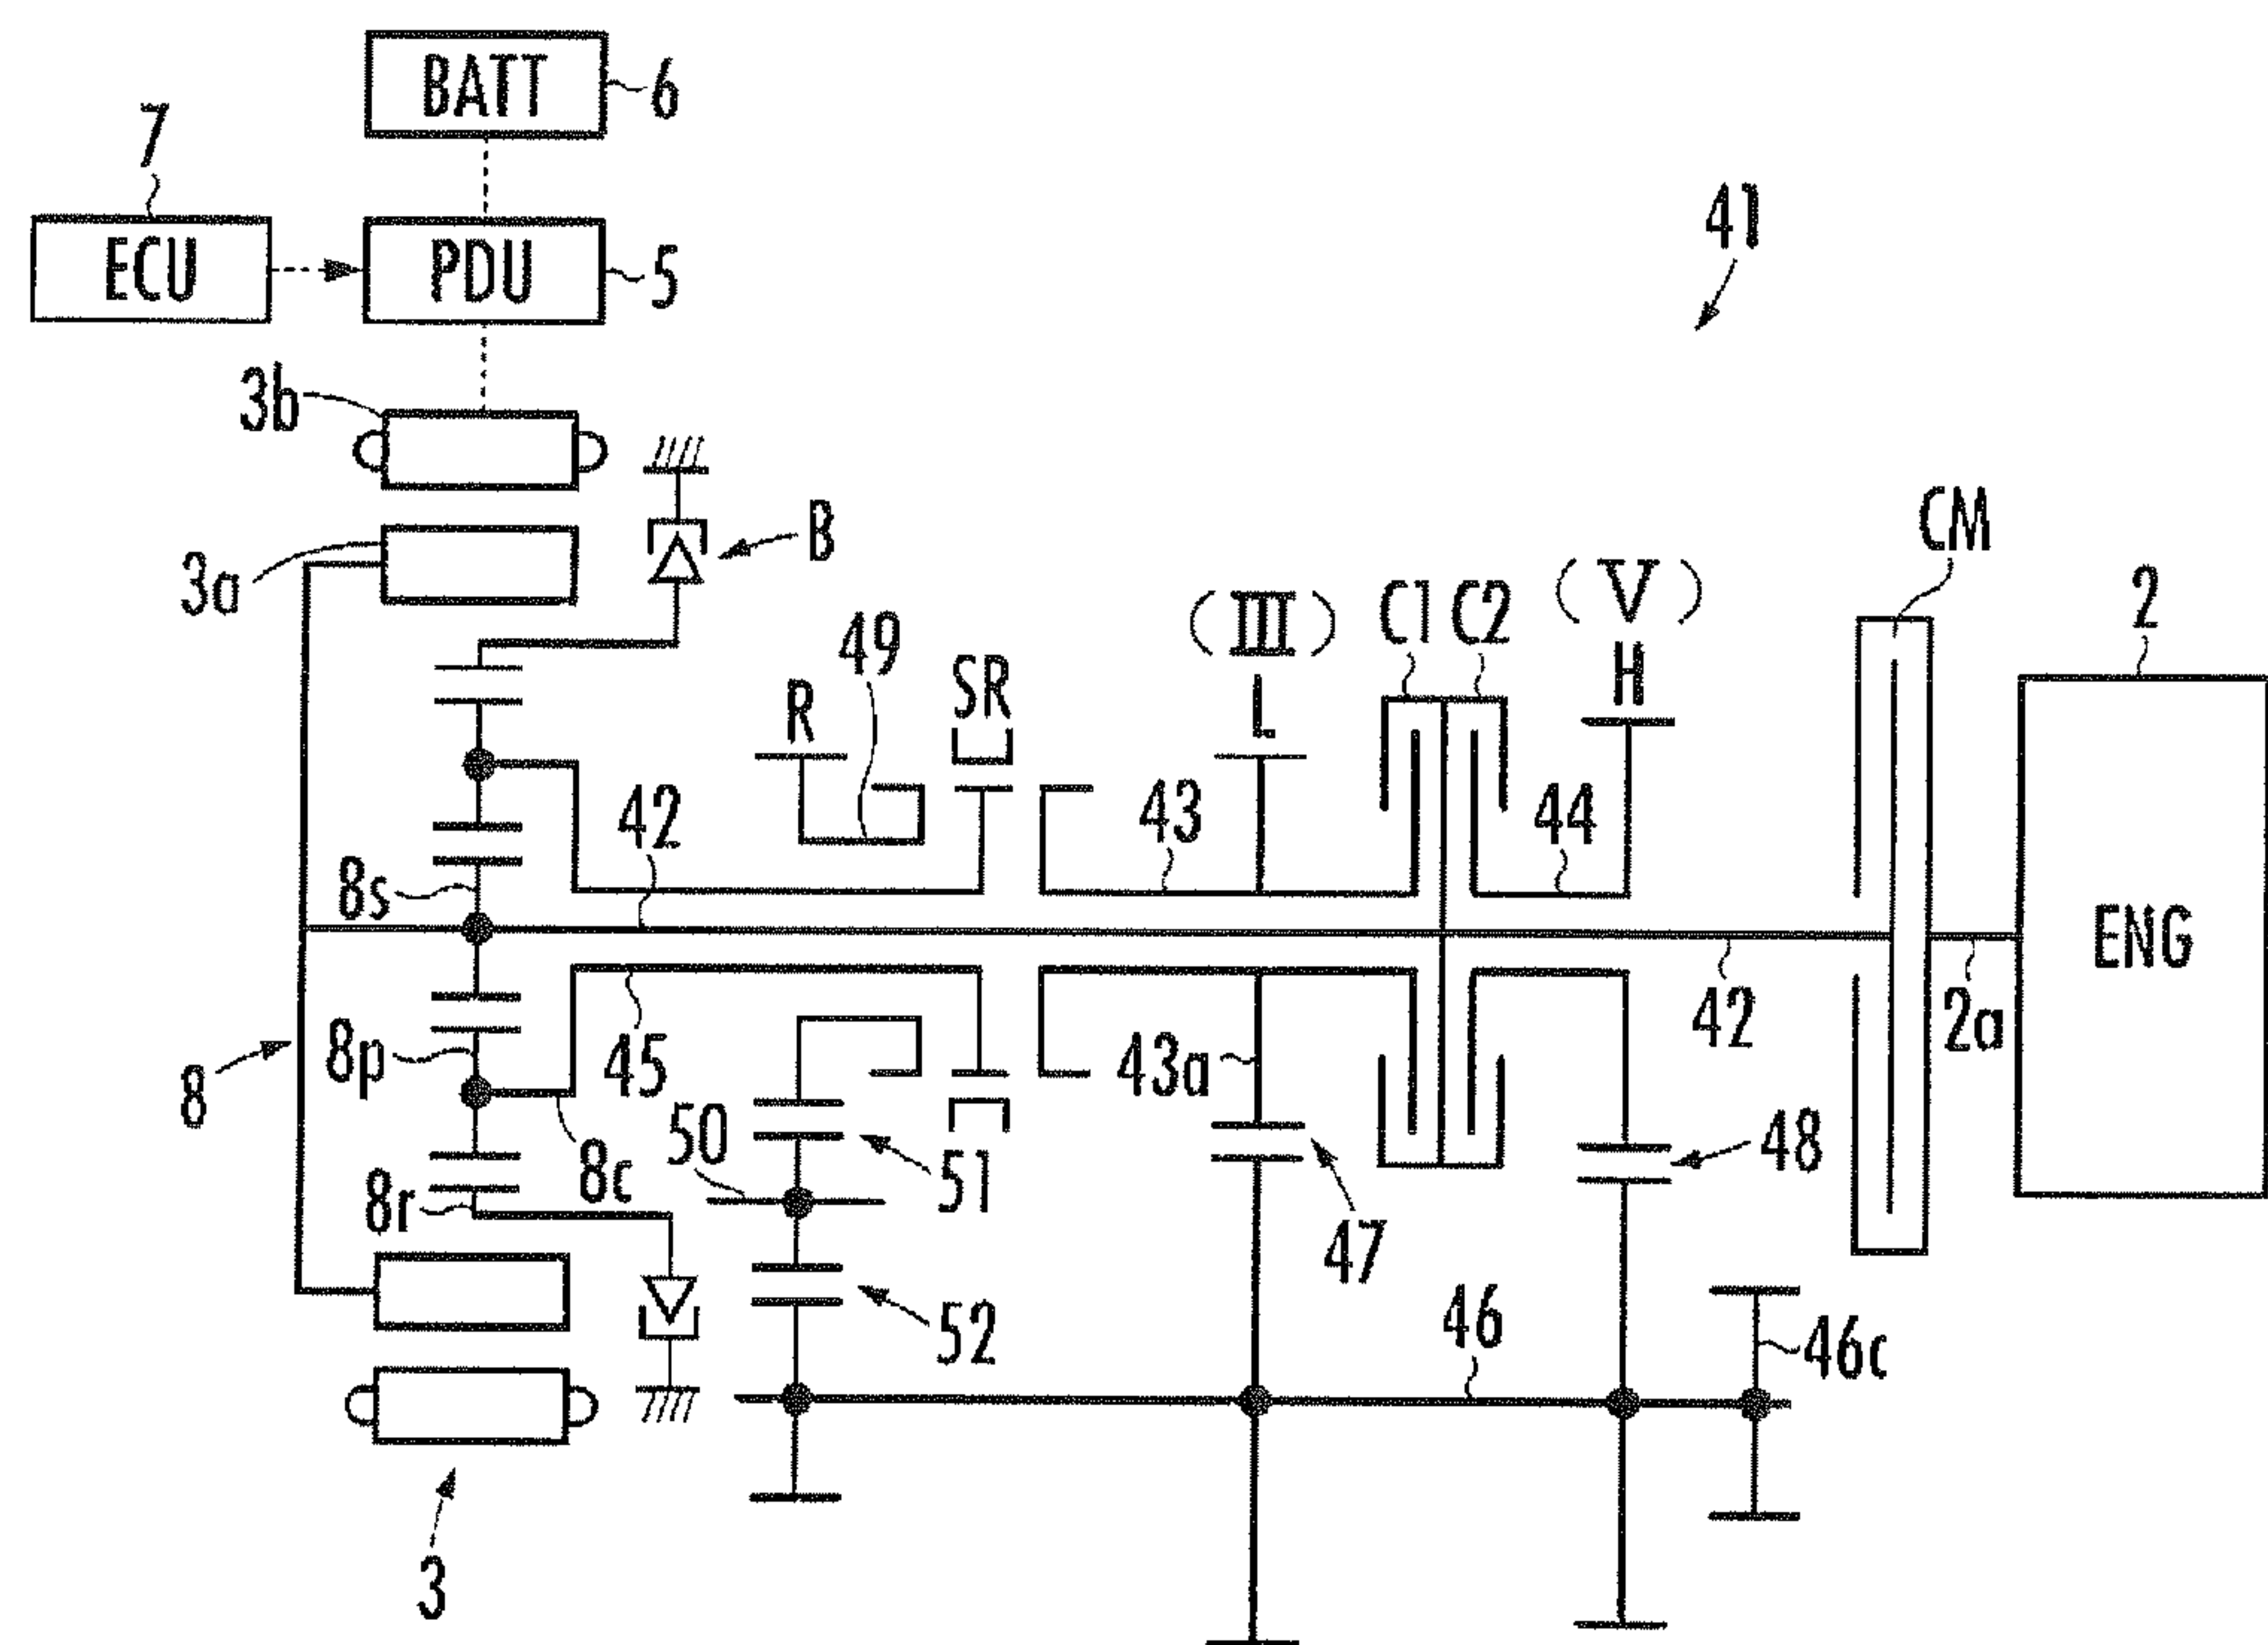 BATT
6
7
ECU
PDU
5
41
3b
3a
B
CM
2
(III)
L
C1
C2
(V)
H
49
R
SR
42
43
44
8s
ENG
8p
45
43a
42
2a
8
50
8c
51
47
48
8r
52
46
46c
3